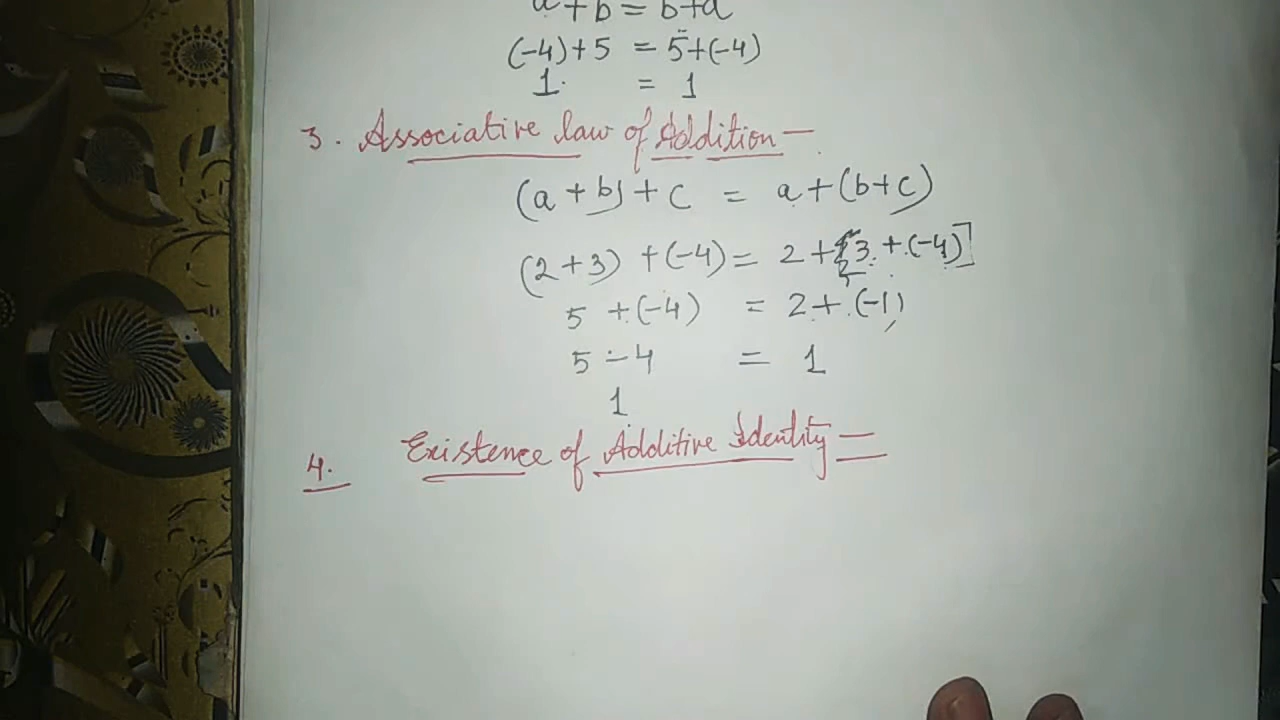 a+b = b+a
(-4)+5 = 5+(-4)
1 = 1
3. Associative law of Addition —
(a+b)+c = a+(b+c)
(2+3)+(-4) = 2+[3+(-4)]
5+(-4) = 2+(-1)
5-4 = 1
1
4. Existence of Additive Identity =